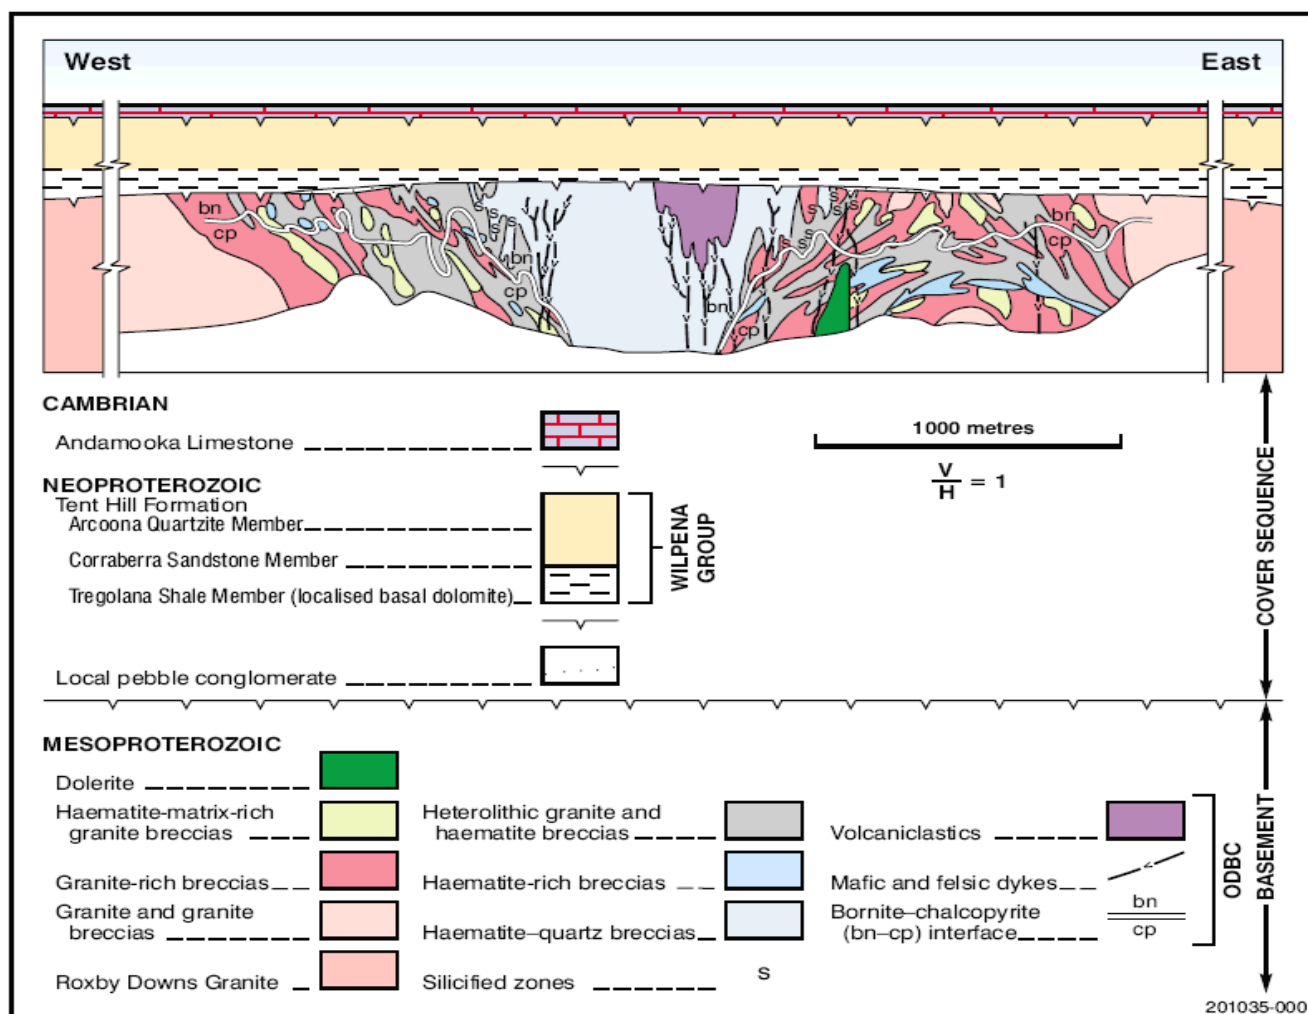 West
East
bn
cp
s
s
s
s
s
s
bn
cp
bn
cp
s
s
s
s
s
s
s
bn
cp
CAMBRIAN
Andamooka Limestone
1000 metres
V
H = 1
NEOPROTEROZOIC
Tent Hill Formation
Arcoona Quartzite Member
Corraberra Sandstone Member
Tregolana Shale Member (localised basal dolomite)
WILPENA
GROUP
Local pebble conglomerate
COVER SEQUENCE
MESOPROTEROZOIC
Dolerite
Haematite-matrix-rich
granite breccias
Granite-rich breccias
Granite and granite
breccias
Roxby Downs Granite
Heterolithic granite and
haematite breccias
Haematite-rich breccias
Haematite–quartz breccias
Silicified zones
s
Volcaniclastics
Mafic and felsic dykes
Bornite–chalcopyrite
(bn–cp) interface
bn
cp
ODBC
BASEMENT
201035-000